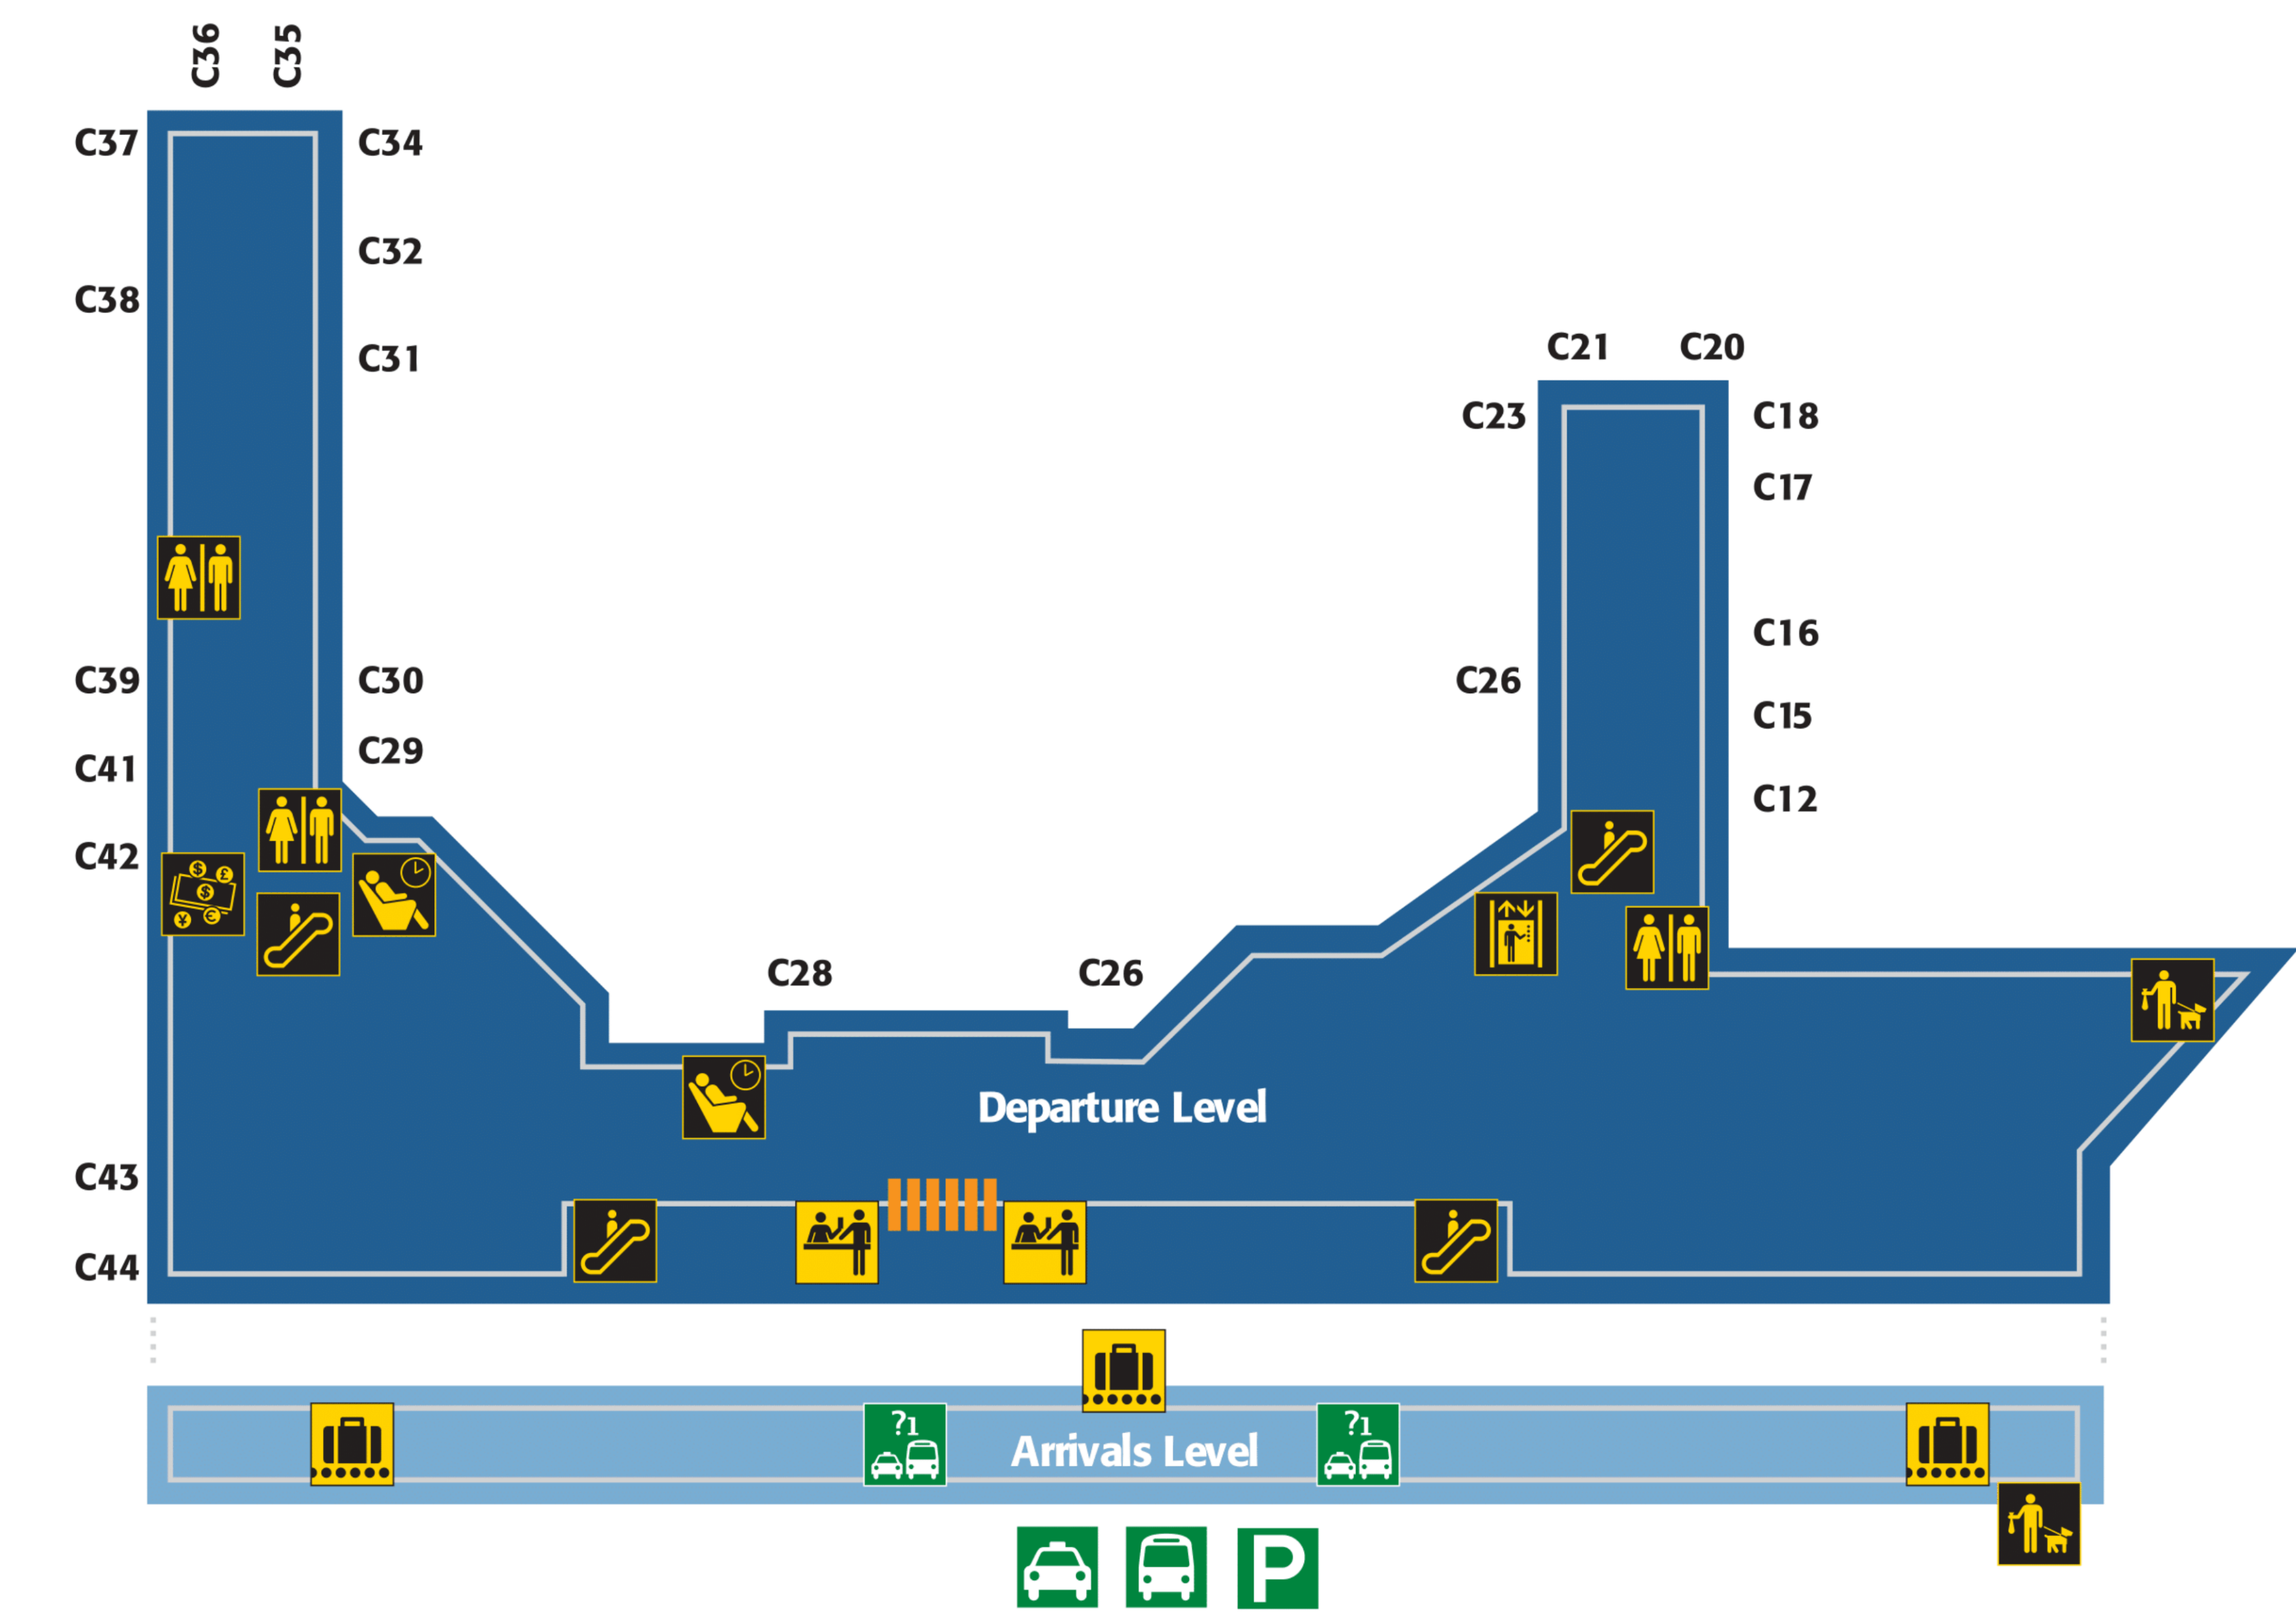 C36
C35
C37
C34
C32
C38
C31
C21
C20
C23
C18
C17
C16
C39
C30
C26
C15
C29
C41
C12
C42
C28
C26
Departure Level
C43
C44
?1
?1
Arrivals Level
P